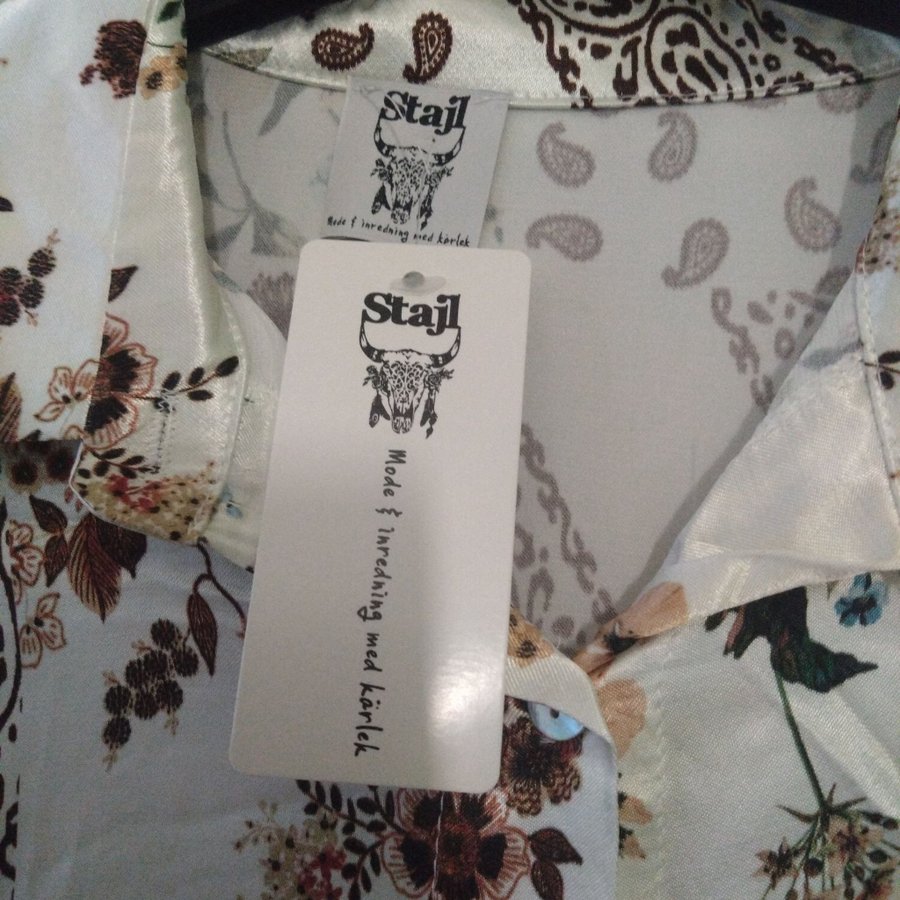 Stajl
Mode & inredning med kärlek
Stajl
Mode & inredning med kärlek